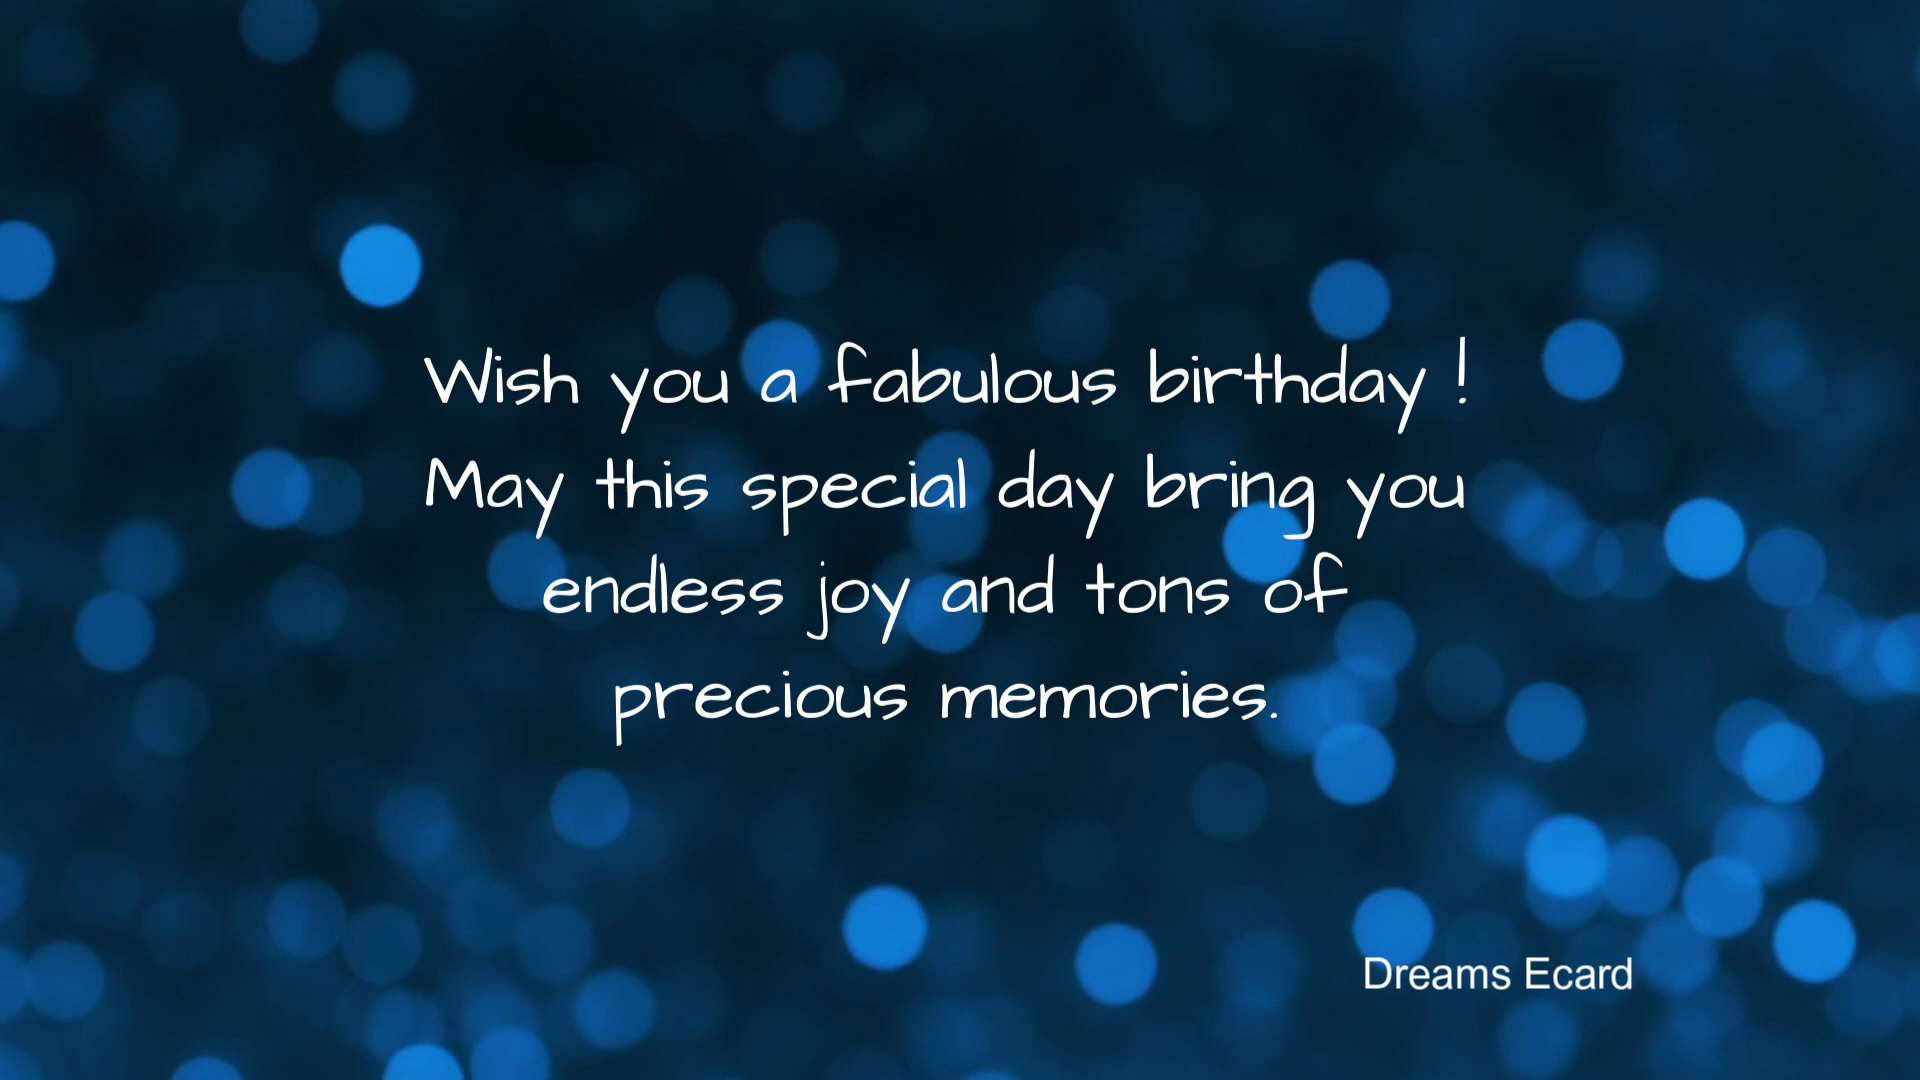 Wish you a fabulous birthday !
May this special day bring you
endless joy and tons of
precious memories.
Dreams Ecard